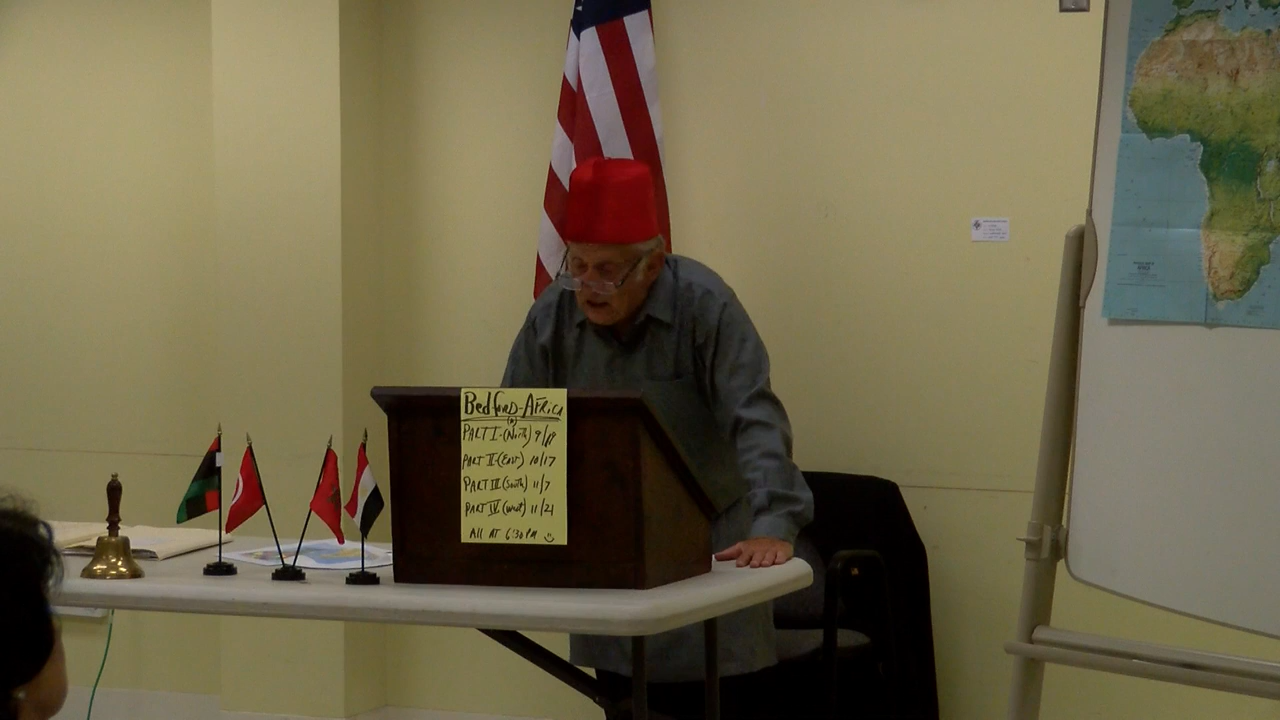 Bedford-Africa
PART I-(North) 9/19
PART II-(East) 10/17
PART III-(South) 11/7
PART IV-(West) 11/21
All AT 6:30 PM